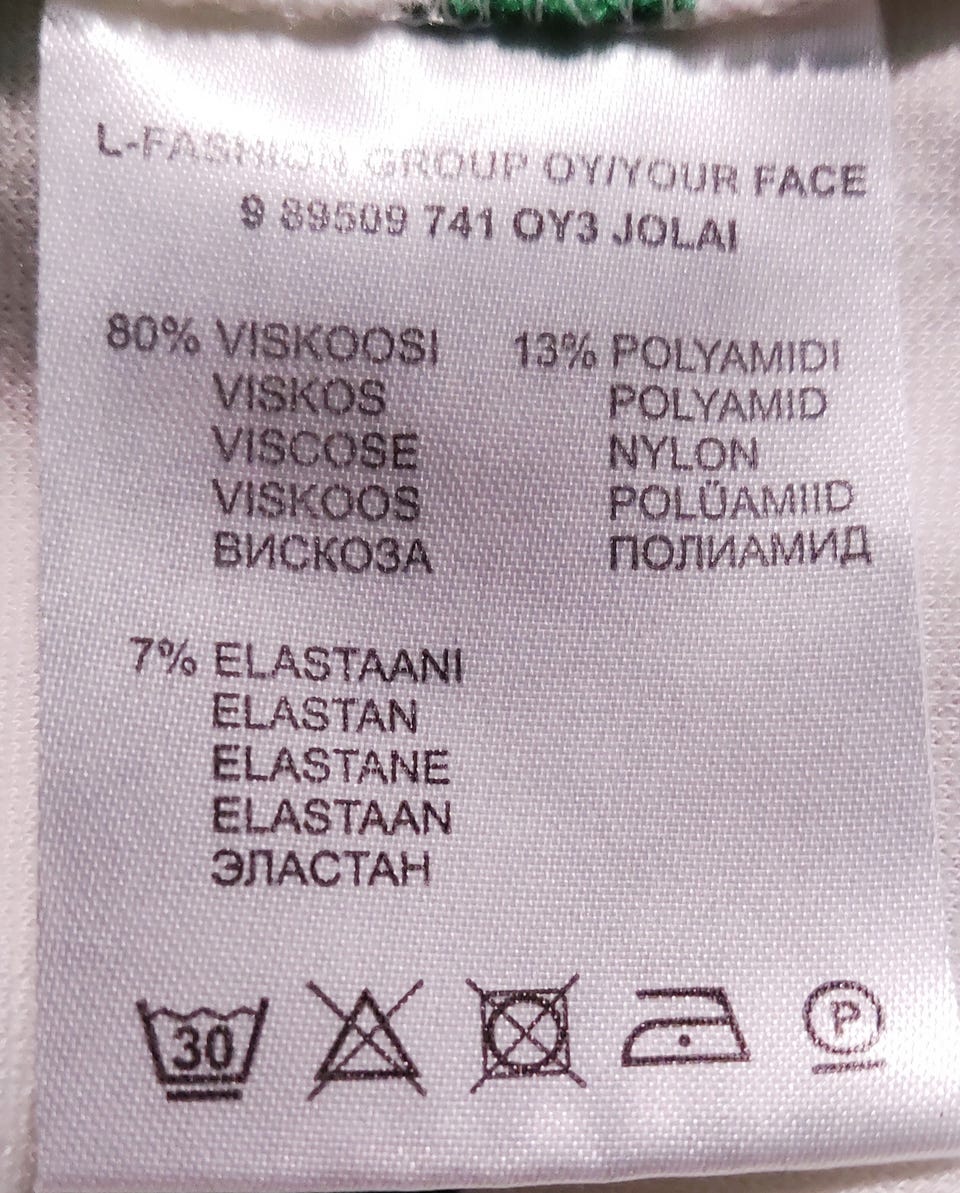 L-FASHION GROUP OY/YOUR FACE
9 89509 741 OY3 JOLAI
80% VISKOOSI
VISKOS
VISCOSE
VISKOOS
ВИСКОЗА
13% POLYAMIDI
POLYAMID
NYLON
POLÜAMIID
ПОЛИАМИД
7% ELASTAANI
ELASTAN
ELASTANE
ELASTAAN
ЭЛАСТАН
30
P